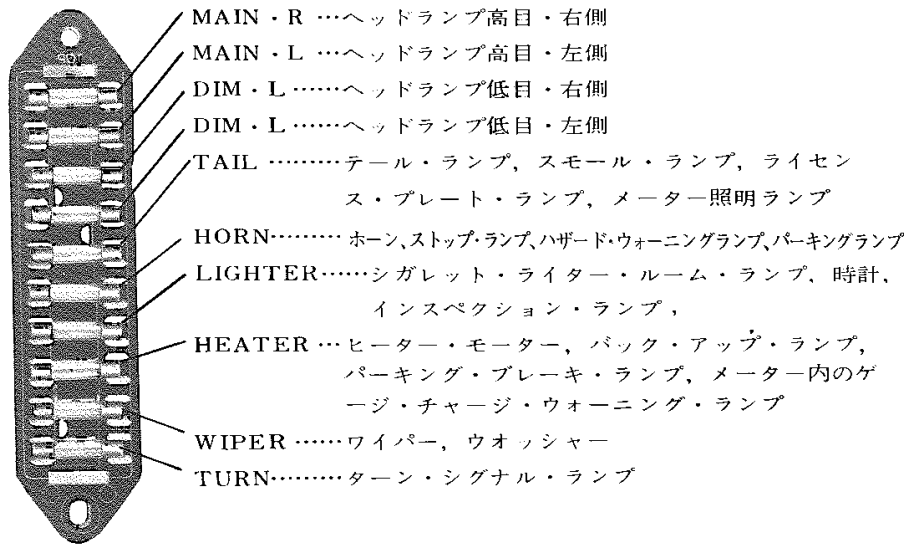 MAIN・R …ヘッドランプ高目・右側
MAIN・L …ヘッドランプ高目・左側
DIM・L……ヘッドランプ低目・右側
DIM・L……ヘッドランプ低目・左側
TAIL ………テール・ランプ，スモール・ランプ，ライセン
ス・プレート・ランプ，メーター照明ランプ
HORN………ホーン、ストップ・ランプ、ハザード・ウォーニングランプ、パーキングランプ
LIGHTER……シガレット・ライター・ルーム・ランプ，時計，
インスペクション・ランプ，
HEATER …ヒーター・モーター，バック・アップ・ランプ，
パーキング・ブレーキ・ランプ，メーター内のゲ
ージ・チャージ・ウォーニング・ランプ
WIPER ……ワイパー，ウオッシャー
TURN………ターン・シグナル・ランプ